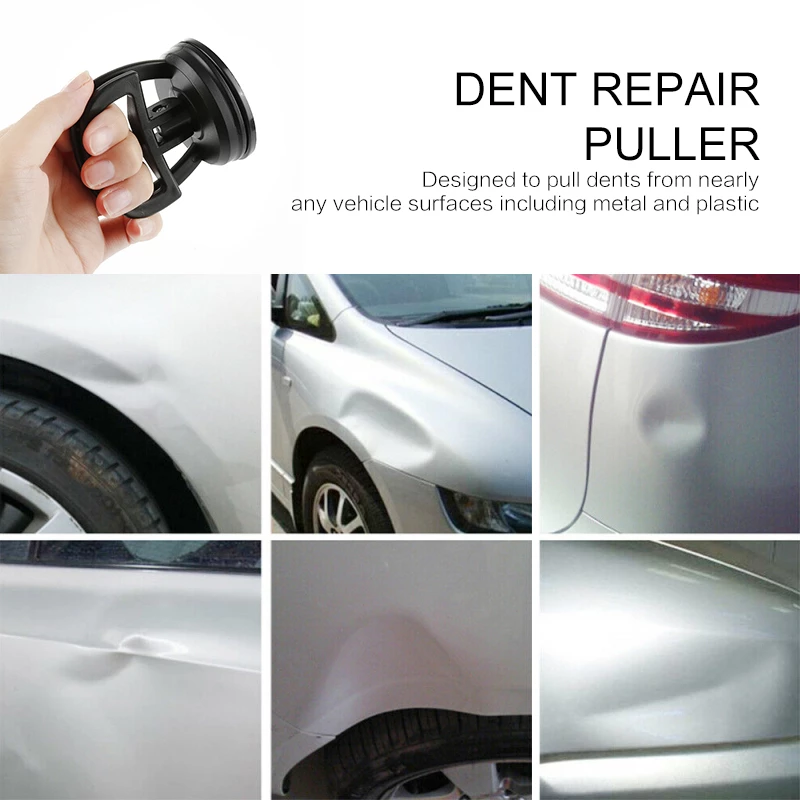 DENT REPAIR
PULLER
Designed to pull dents from nearly
any vehicle surfaces including metal and plastic